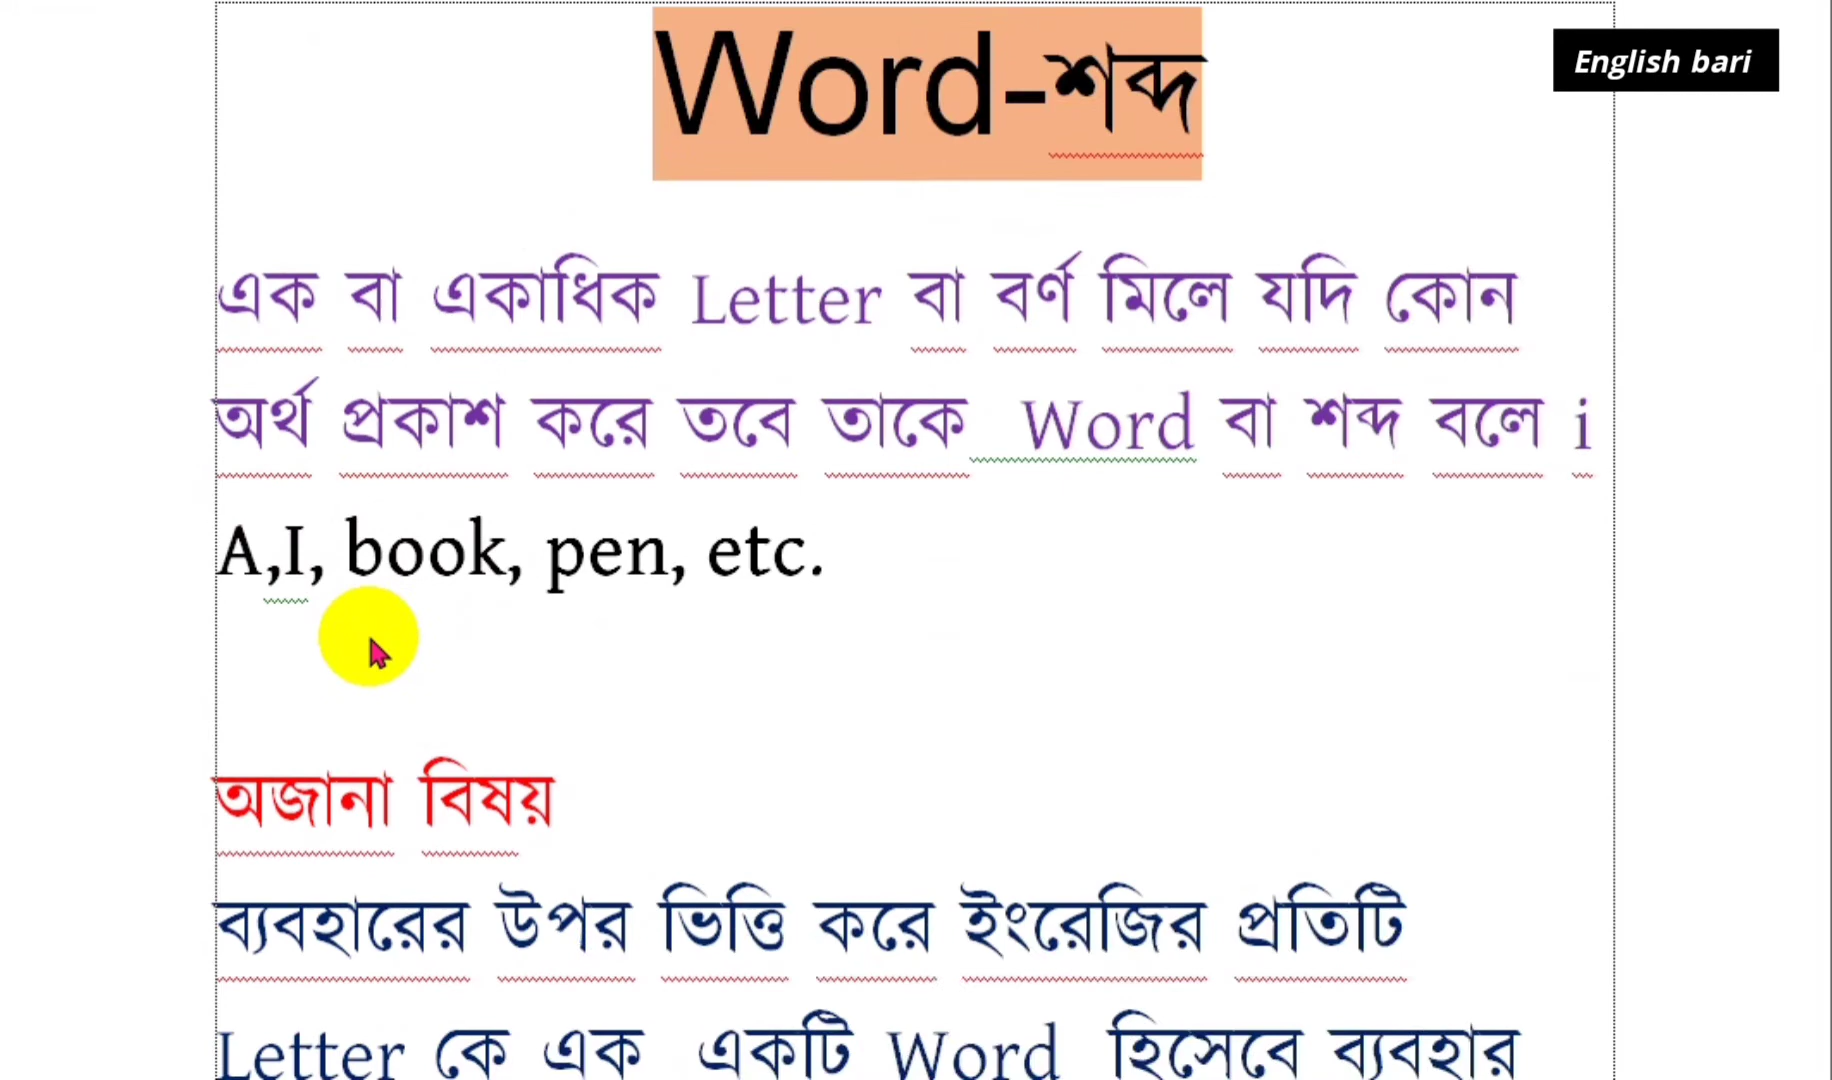 Word-শব্দ
English bari
এক বা একাধিক Letter বা বর্ণ মিলে যদি কোন
অর্থ প্রকাশ করে তবে তাকে Word বা শব্দ বলে i
A,I, book, pen, etc.
অজানা বিষয়
ব্যবহারের উপর ভিত্তি করে ইংরেজির প্রতিটি
Letter কে এক একটি Word হিসেবে ব্যবহার